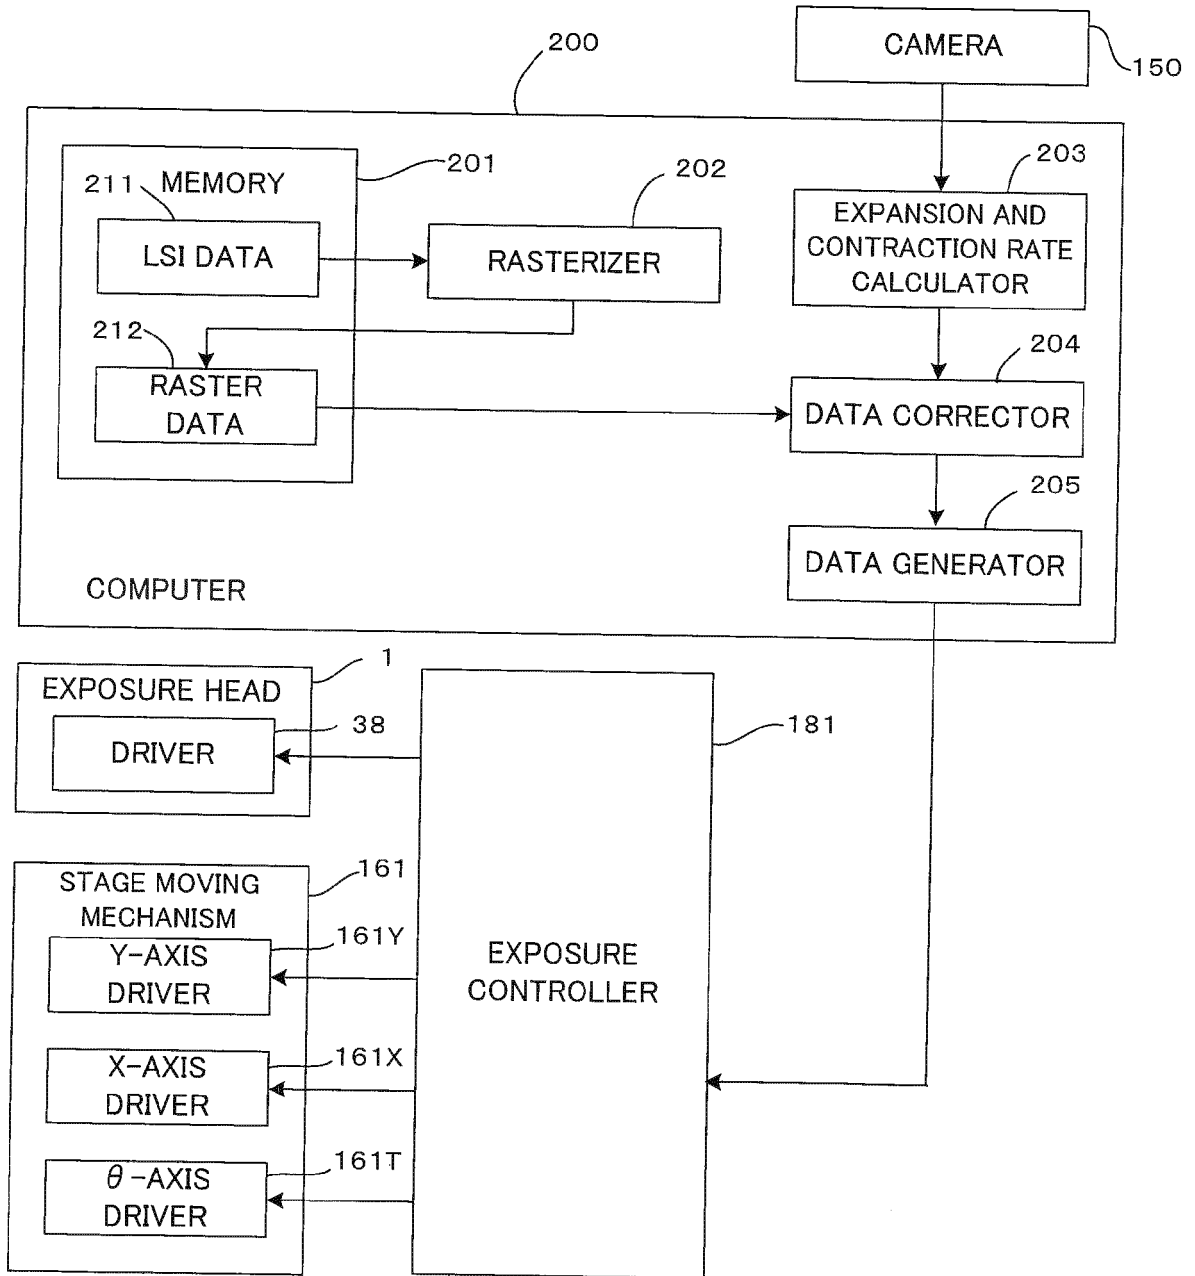 CAMERA
150
200
MEMORY
201
202
203
211
LSI DATA
RASTERIZER
EXPANSION AND
CONTRACTION RATE
CALCULATOR
212
RASTER
DATA
204
DATA CORRECTOR
205
DATA GENERATOR
COMPUTER
1
EXPOSURE HEAD
38
DRIVER
181
STAGE MOVING
MECHANISM
161
161Y
Y-AXIS
DRIVER
EXPOSURE
CONTROLLER
161X
X-AXIS
DRIVER
161T
θ-AXIS
DRIVER